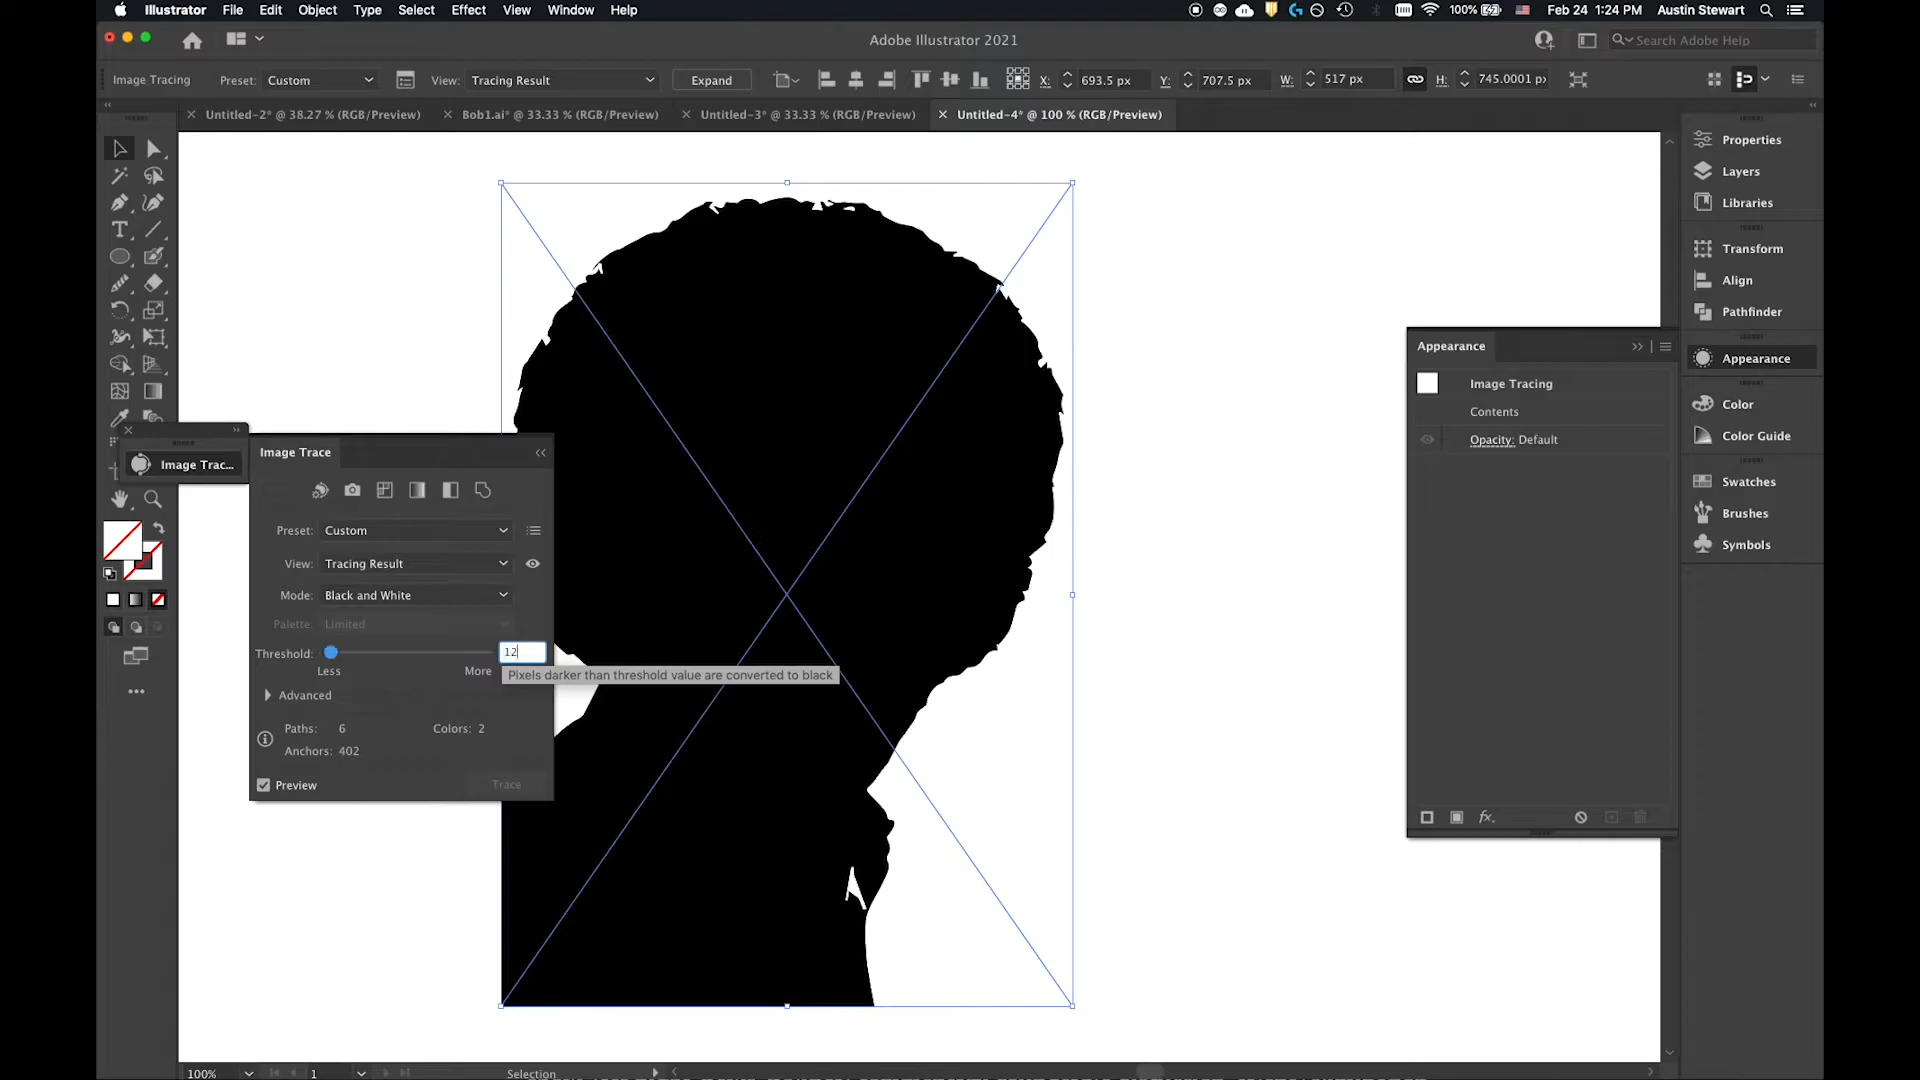 Illustrator File Edit Object Type Select Effect View Window Help 100% Feb 24 1:24 PM Austin Stewart
Adobe Illustrator 2021 Search Adobe Help
Image Tracing Preset: Custom View: Tracing Result Expand X: 693.5 px Y: 707.5 px W: 517 px H: 745.0001 px
Untitled-2* @ 38.27 % (RGB/Preview) Bob1.ai* @ 33.33 % (RGB/Preview) Untitled-3* @ 33.33 % (RGB/Preview) Untitled-4* @ 100 % (RGB/Preview)
Properties
Layers
Libraries
Transform
Align
Pathfinder
Appearance
Color
Color Guide
Swatches
Brushes
Symbols
Appearance
Image Tracing
Contents
Opacity: Default
fx.
Image Trac...
Image Trace
Preset: Custom
View: Tracing Result
Mode: Black and White
Palette: Limited
Threshold: 12
Less More
Pixels darker than threshold value are converted to black
Advanced
Paths: 6 Colors: 2
Anchors: 402
Preview Trace
100% 1 Selection